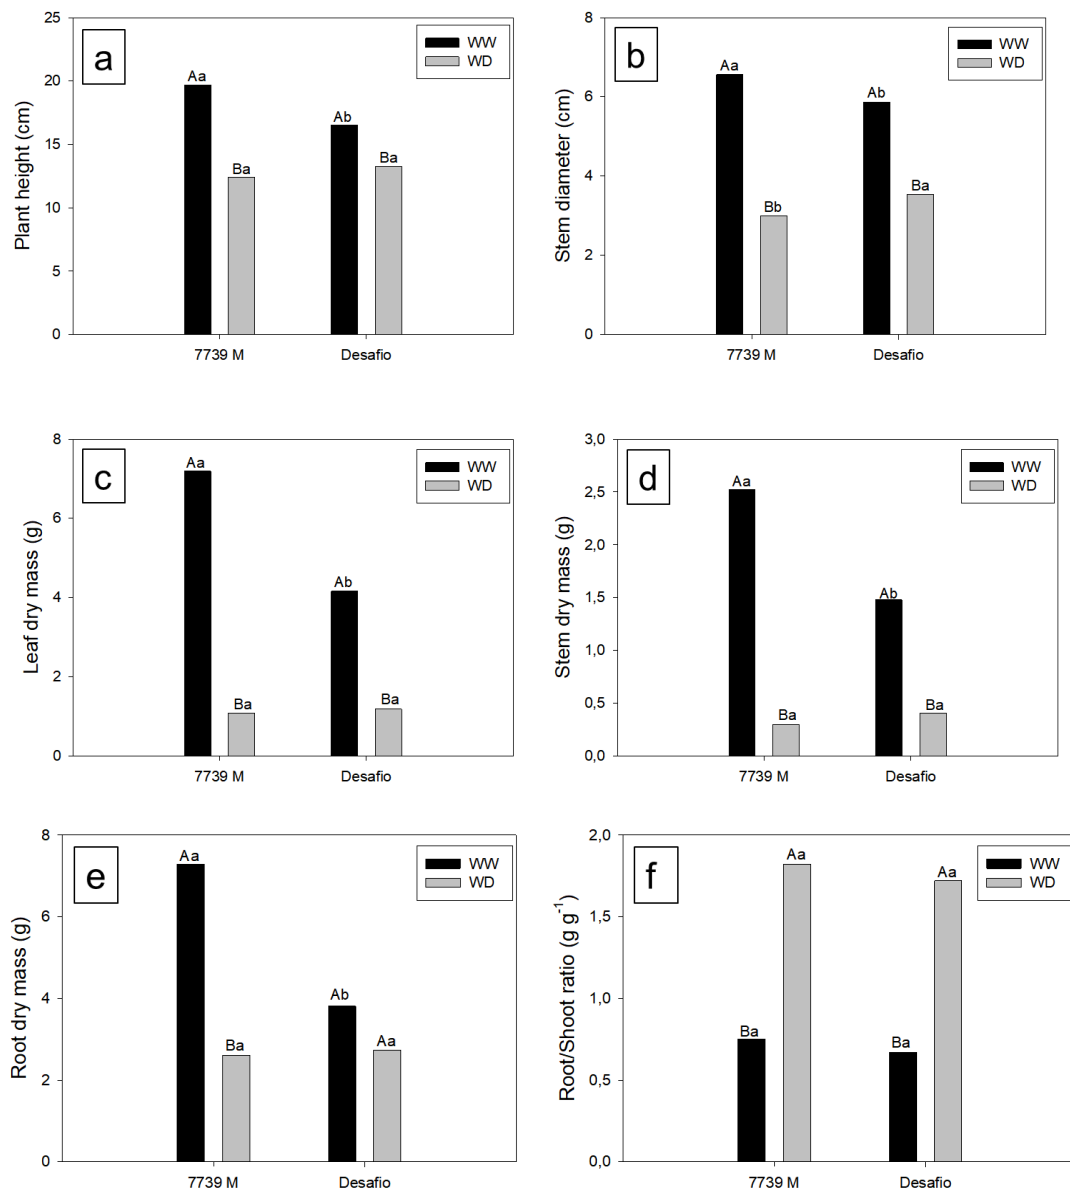 a
WW
WD
Plant height (cm)
25
20
15
10
5
0
Aa
Ba
Ab
Ba
7739 M
Desafio
b
WW
WD
Stem diameter (cm)
8
6
4
2
0
Aa
Bb
Ab
Ba
7739 M
Desafio
c
WW
WD
Leaf dry mass (g)
8
6
4
2
0
Aa
Ba
Ab
Ba
7739 M
Desafio
d
WW
WD
Stem dry mass (g)
3,0
2,5
2,0
1,5
1,0
0,5
0,0
Aa
Ba
Ab
Ba
7739 M
Desafio
e
WW
WD
Root dry mass (g)
8
6
4
2
0
Aa
Ba
Ab
Aa
7739 M
Desafio
f
WW
WD
Root/Shoot ratio (g g⁻¹)
2,0
1,5
1,0
0,5
0,0
Ba
Aa
Ba
Aa
7739 M
Desafio